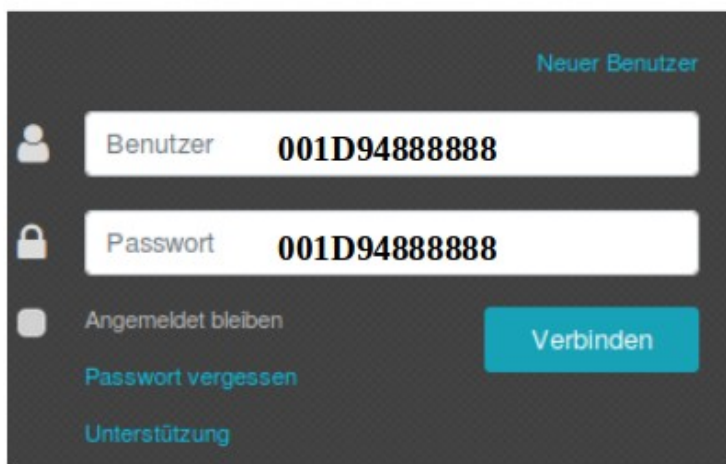 Neuer Benutzer
Benutzer 001D94888888
Passwort 001D94888888
Angemeldet bleiben
Verbinden
Passwort vergessen
Unterstützung